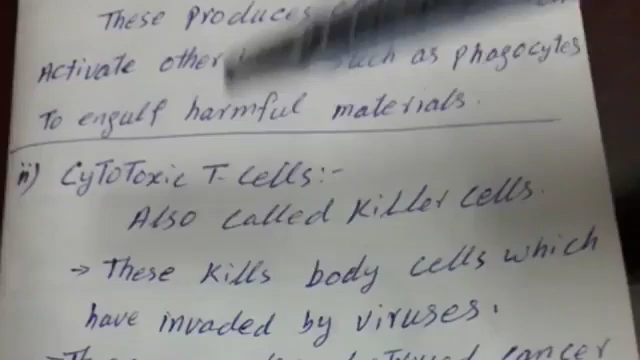 These produces
Activate other such as phagocytes
To engulf harmful materials.
ii) Cytotoxic T-cells:-
Also called Killer cells.
→ These Kills body cells which
have invaded by viruses.
cancer